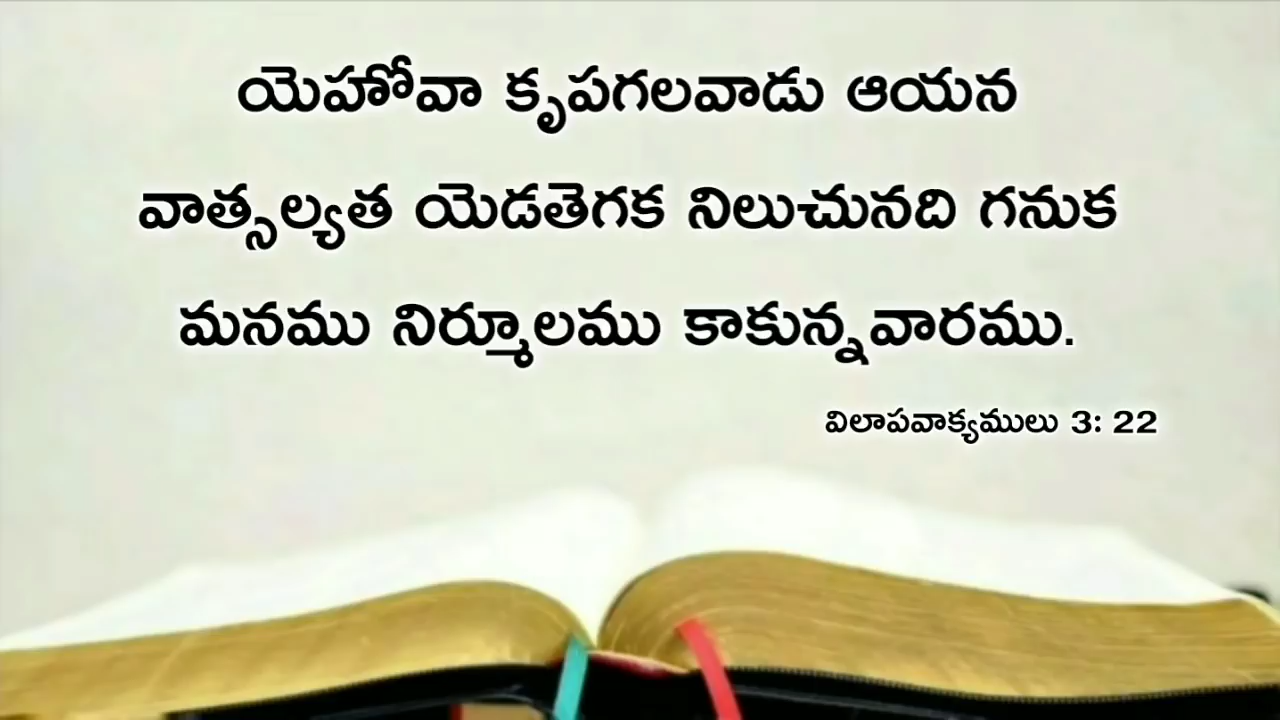 యెహోవా కృపగలవాడు ఆయన
వాత్సల్యత యెడతెగక నిలుచునది గనుక
మనము నిర్మూలము కాకున్నవారము.
విలాపవాక్యములు 3: 22